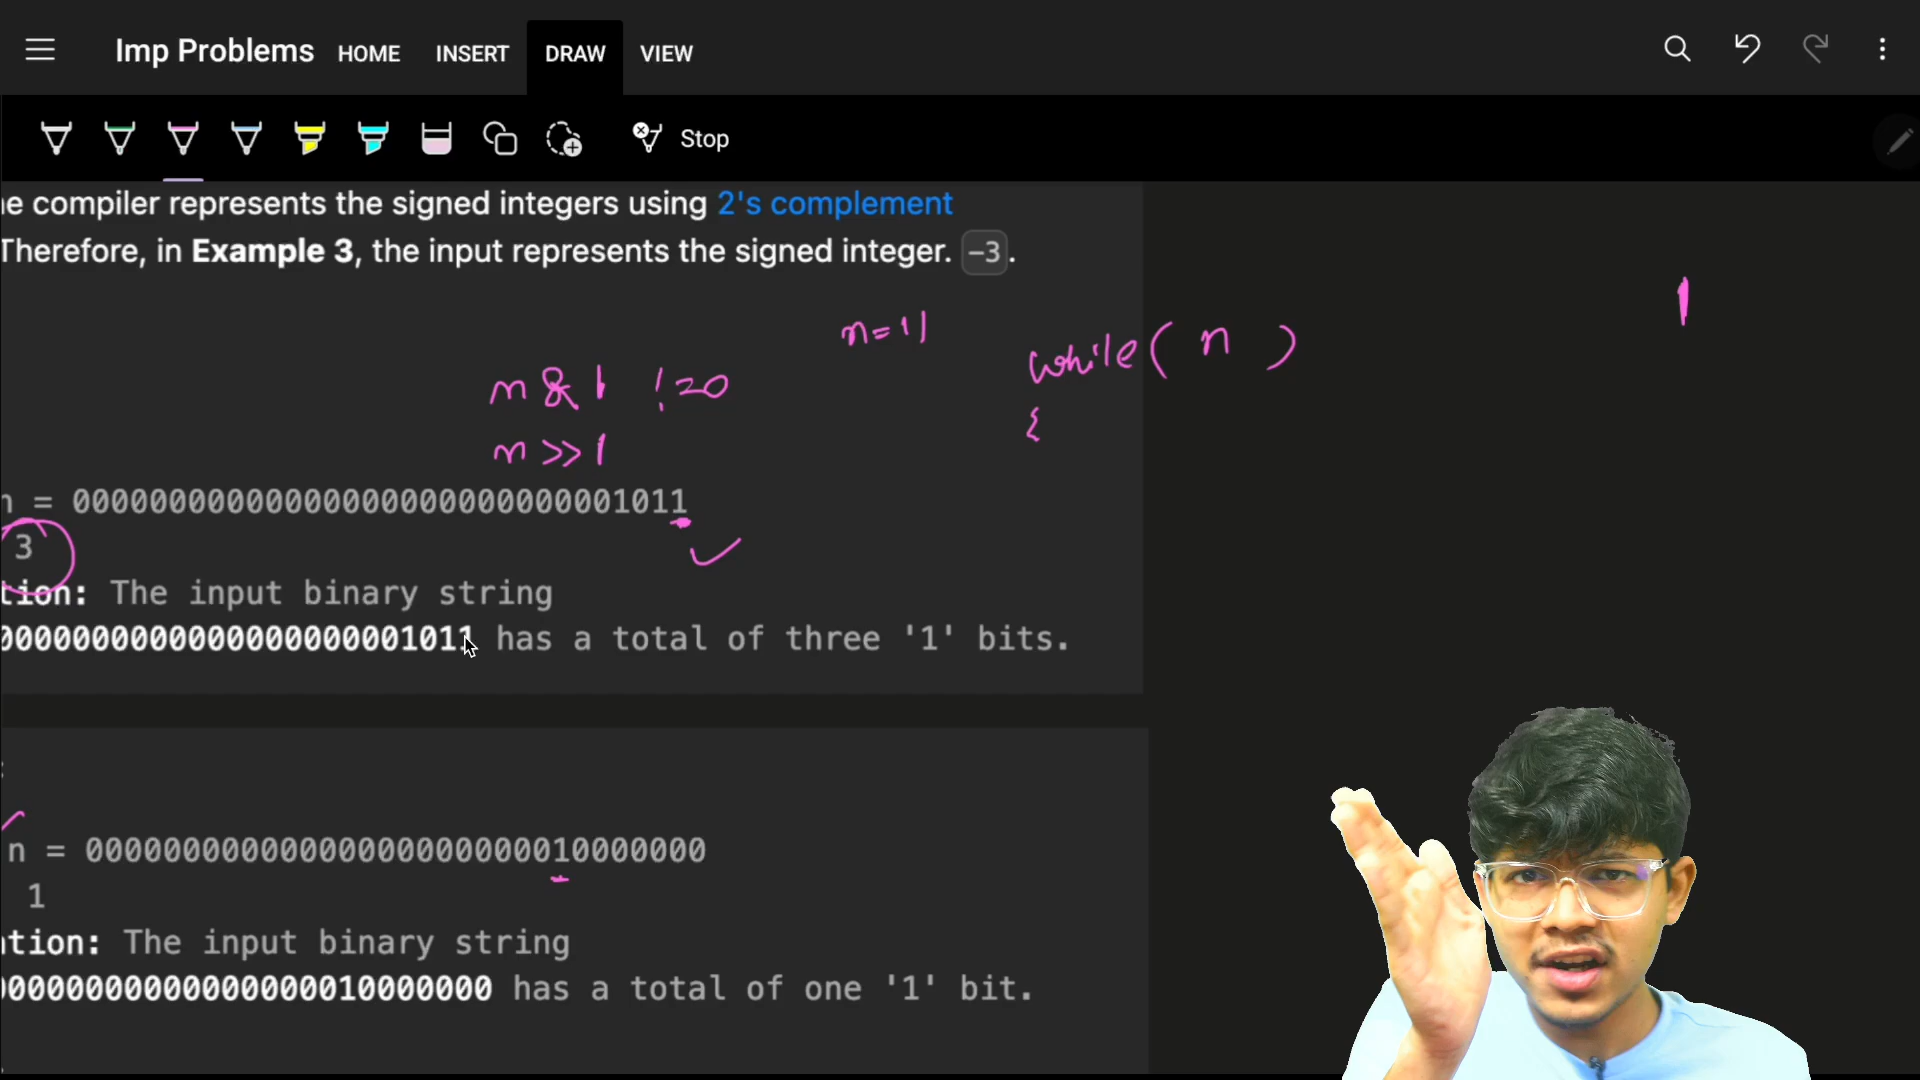 Imp Problems HOME INSERT DRAW VIEW
Stop
e compiler represents the signed integers using 2's complement
Therefore, in Example 3, the input represents the signed integer. -3.
n=11
while( n )
n & 1 !=0
{
n >> 1
n = 00000000000000000000000000001011
3
tion: The input binary string
0000000000000000000000001011 has a total of three '1' bits.
n = 00000000000000000000000010000000
1
tion: The input binary string
00000000000000000000010000000 has a total of one '1' bit.